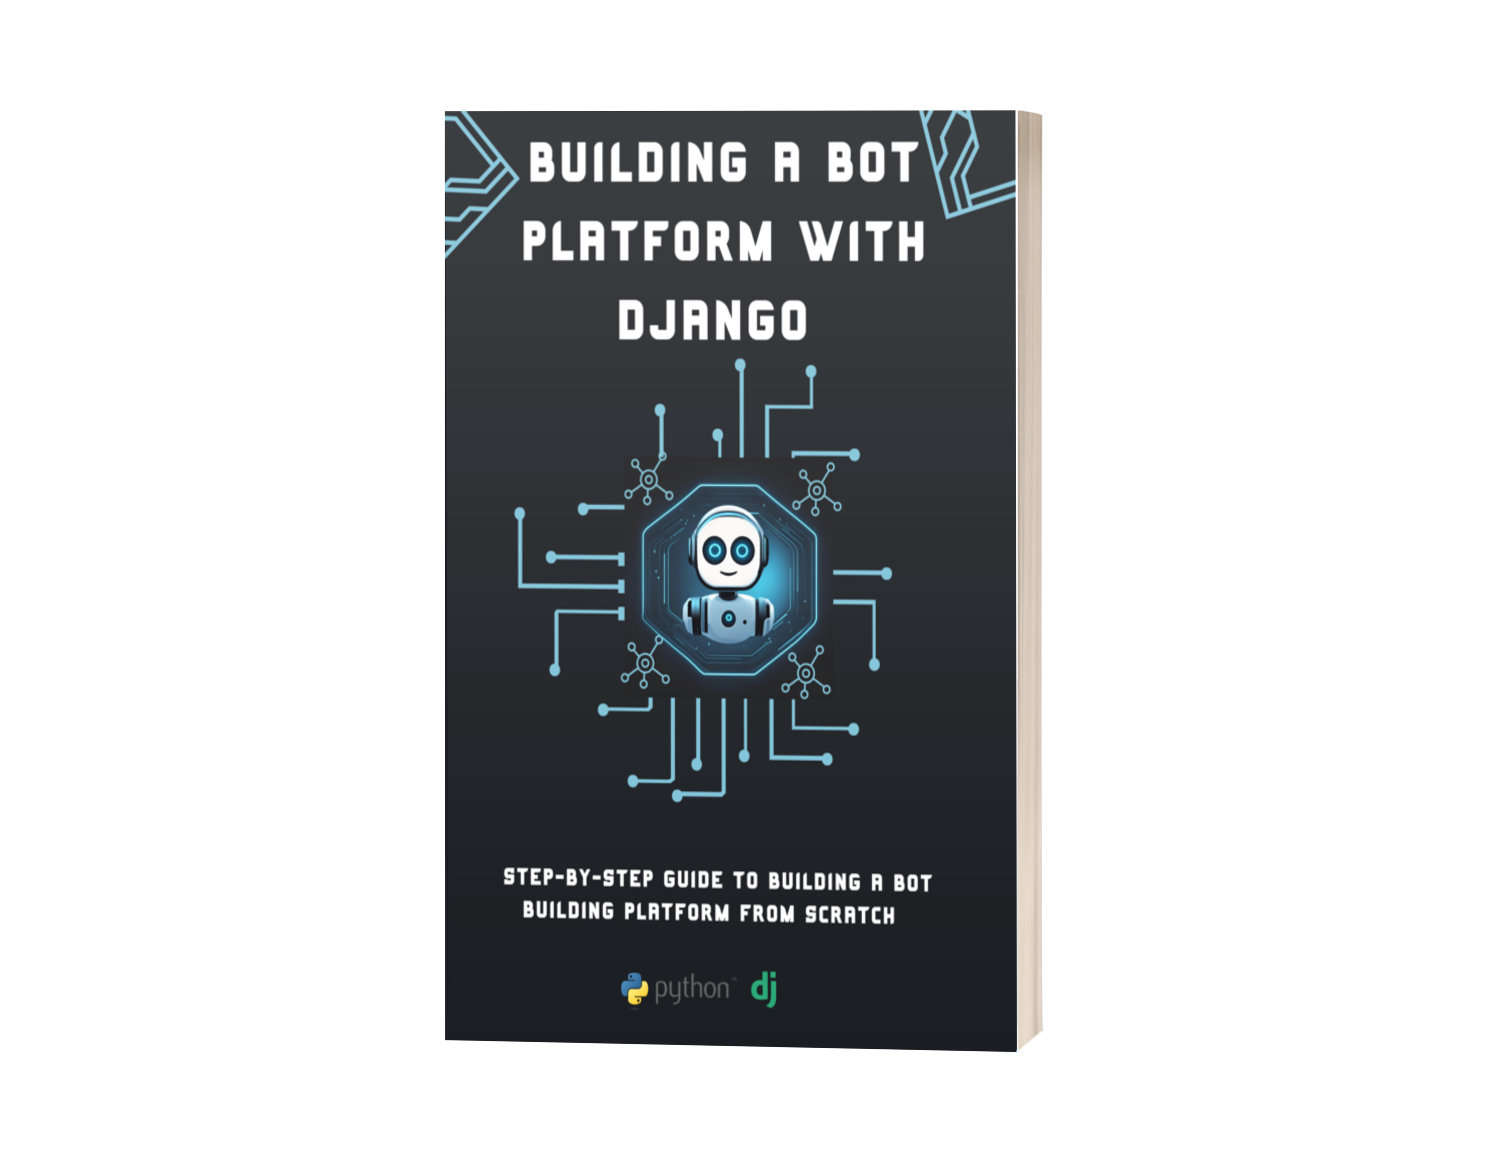 BUILDING A BOT
PLATFORM WITH
DJANGO
STEP-BY-STEP GUIDE TO BUILDING A BOT
BUILDING PLATFORM FROM SCRATCH
python™ dj